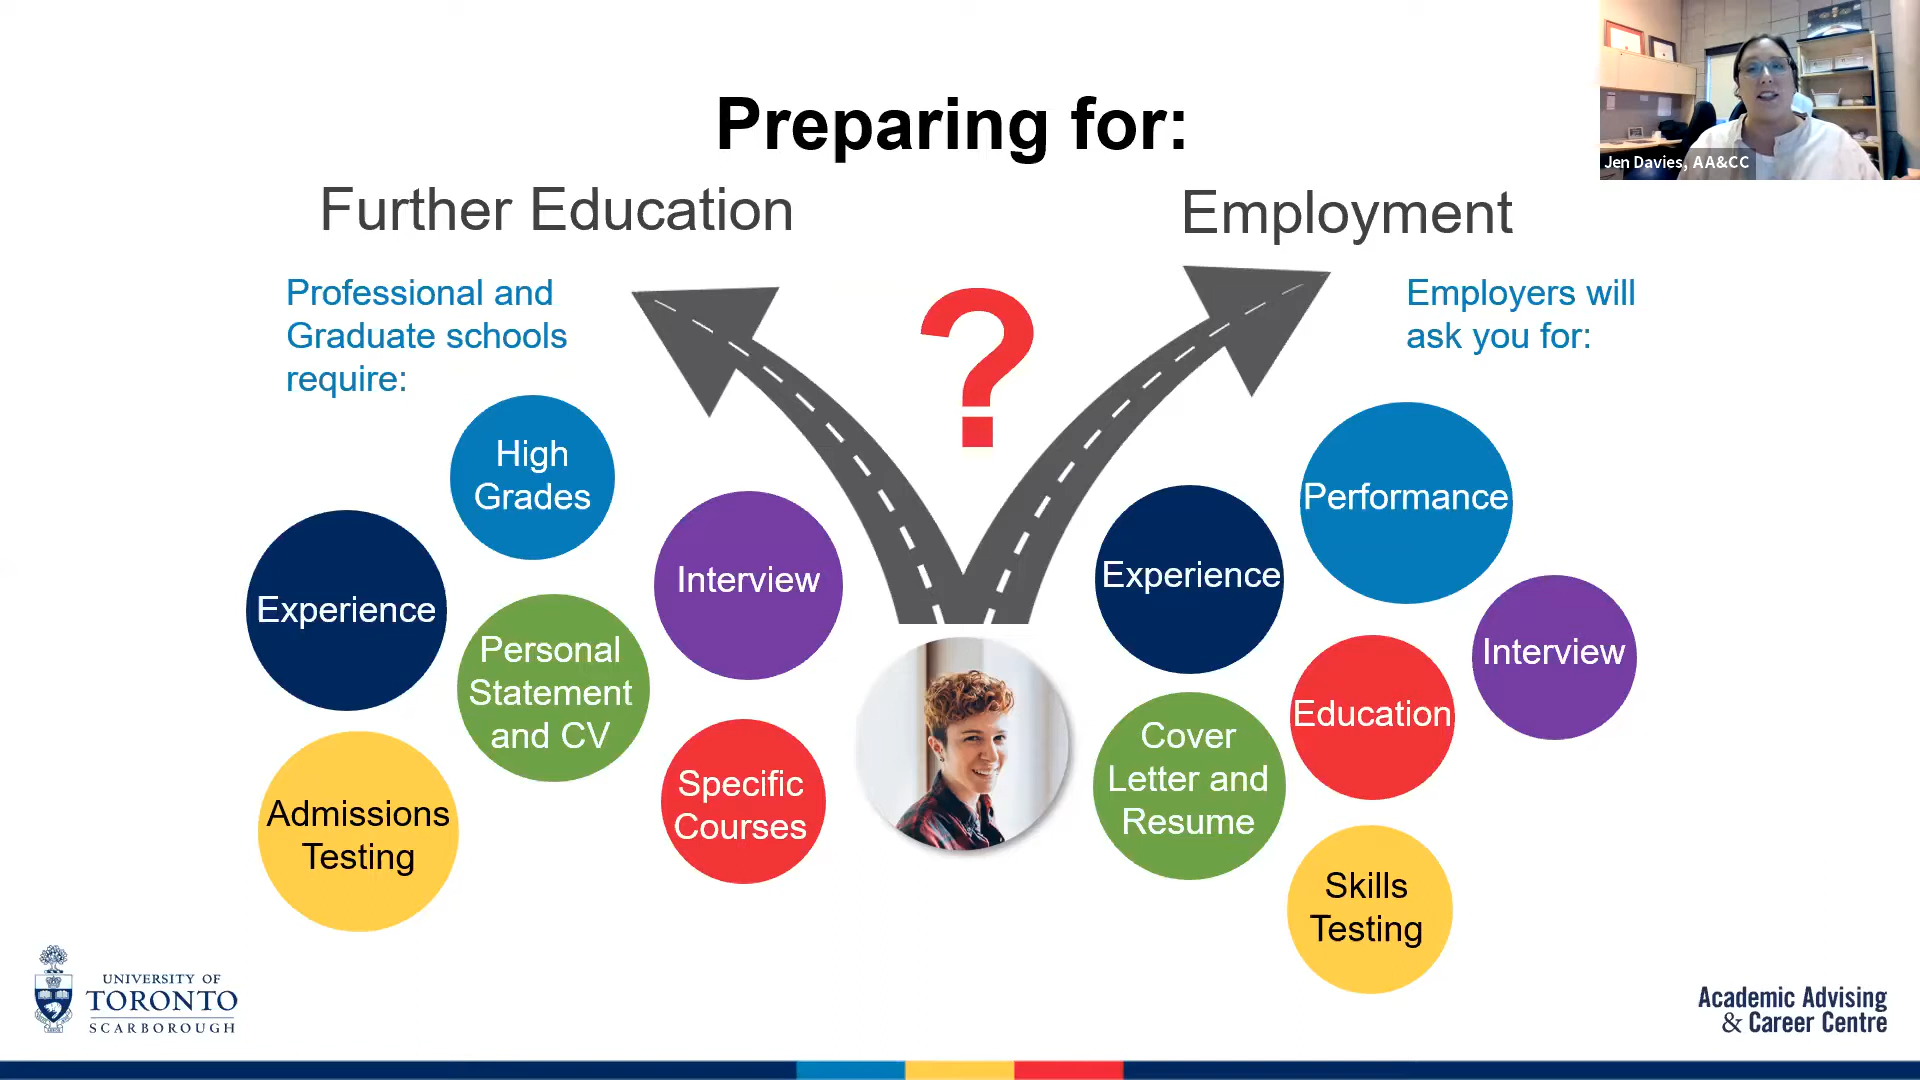 Preparing for:
Further Education
Employment
Professional and
Graduate schools
require:
Employers will
ask you for:
High
Grades
Experience
Interview
Personal
Statement
and CV
Admissions
Testing
Specific
Courses
Performance
Experience
Interview
Education
Cover
Letter and
Resume
Skills
Testing
Jen Davies, AA&CC
UNIVERSITY OF
TORONTO
SCARBOROUGH
Academic Advising
& Career Centre